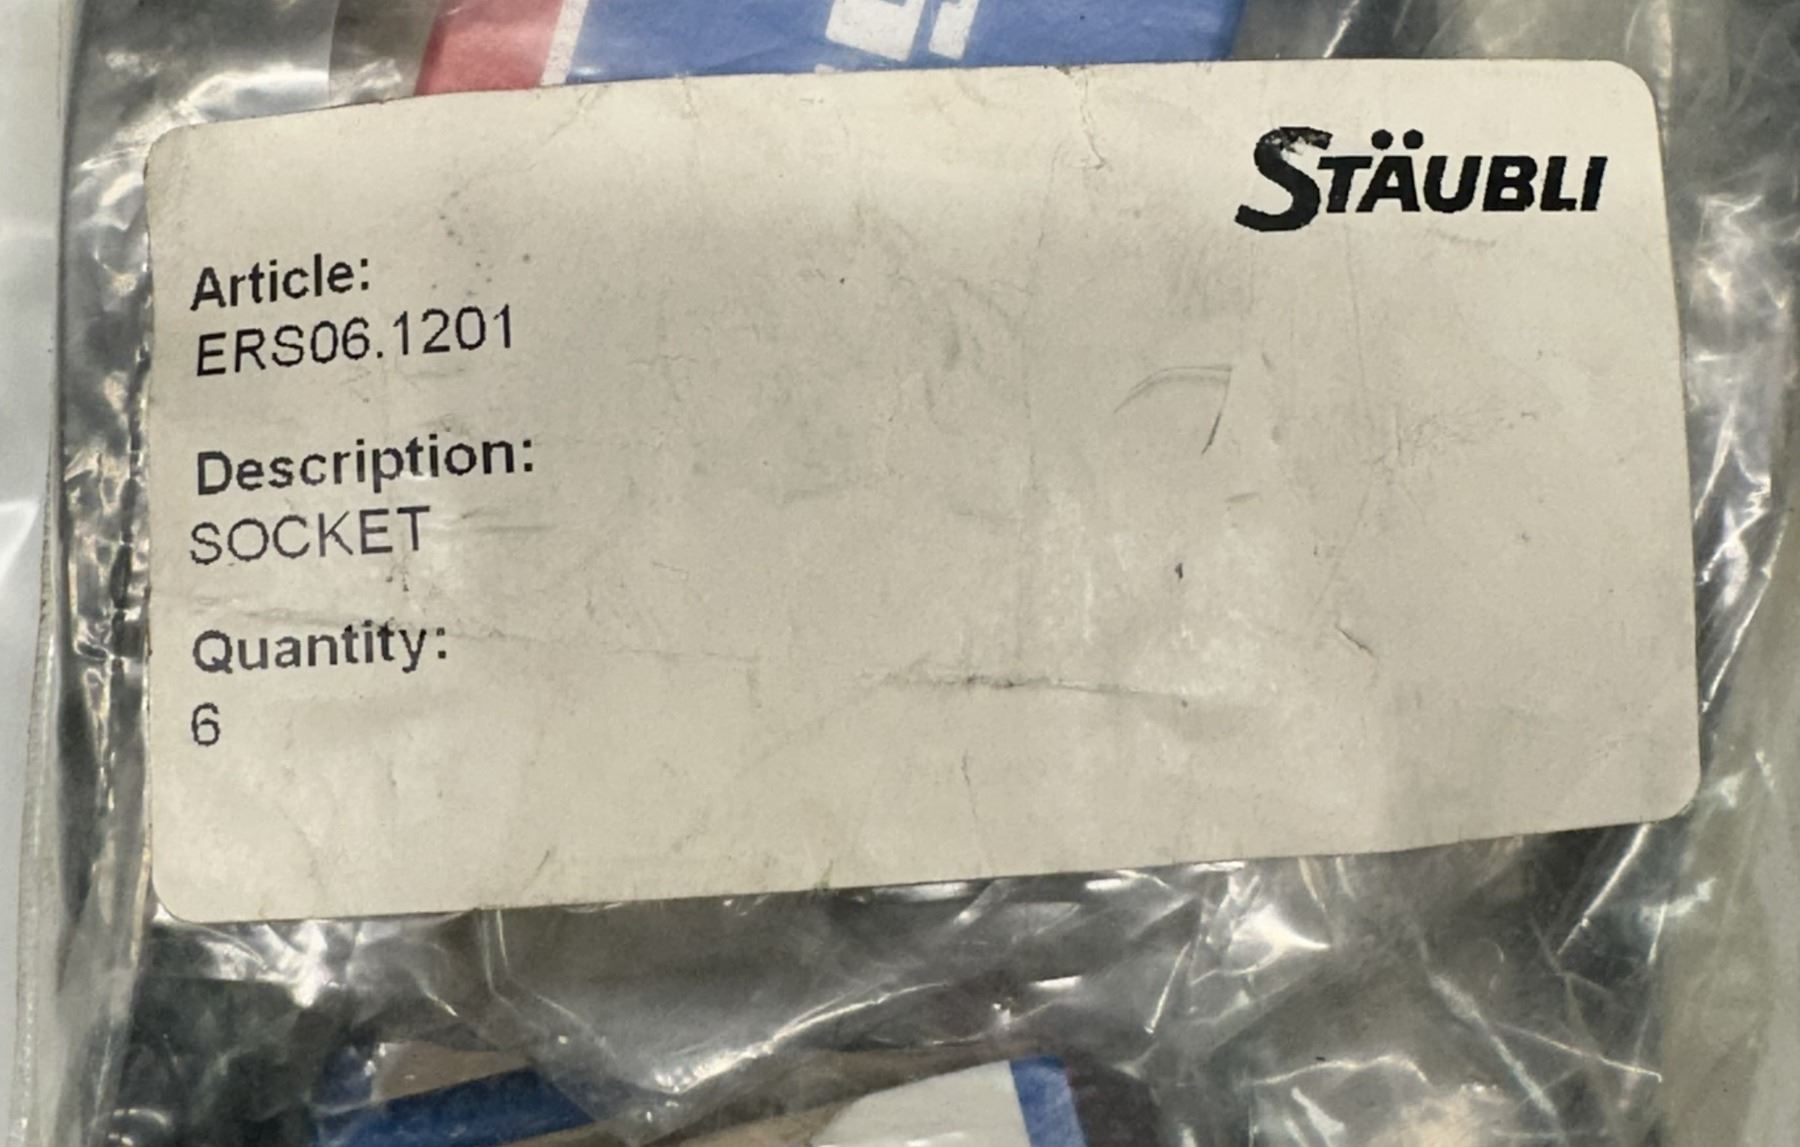 STÄUBLI
Article:
ERS06.1201
Description:
SOCKET
Quantity:
6